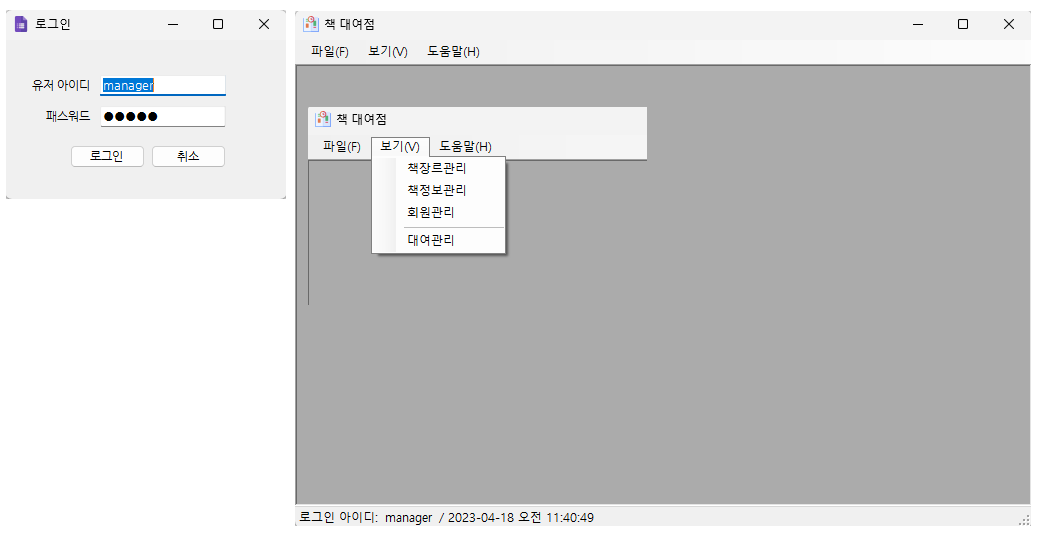 로그인
유저 아이디 manager
패스워드 ●●●●●
로그인 취소
책 대여점
파일(F) 보기(V) 도움말(H)
책 대여점
파일(F) 보기(V) 도움말(H)
책장르관리
책정보관리
회원관리
대여관리
로그인 아이디: manager / 2023-04-18 오전 11:40:49